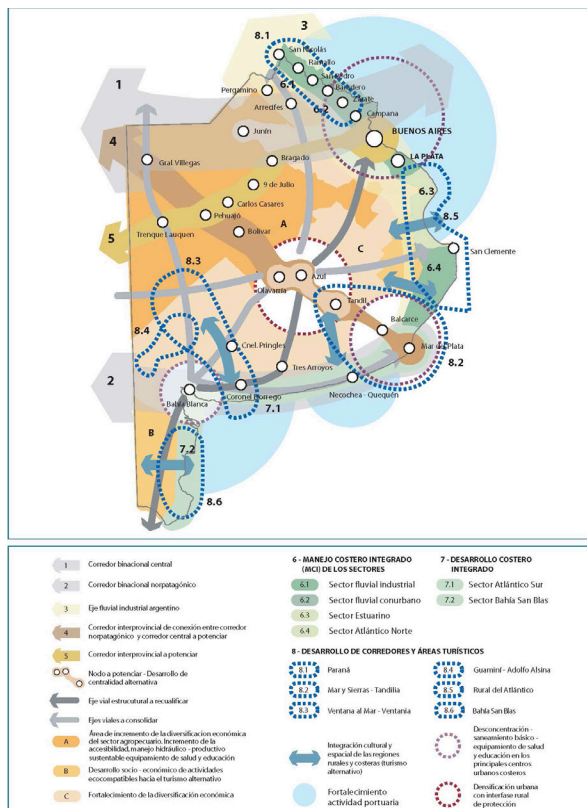 3
8.1
San Nicolás
Ramallo
San Pedro
Baradero
Zárate
Campana
6.1
6.2
1
Pergamino
Arrecifes
Junín
BUENOS AIRES
LA PLATA
4
Gral. Villegas
Bragado
9 de Julio
Carlos Casares
Pehuajó
Bolivar
A
6.3
8.5
5
Trenque Lauquen
C
San Clemente
8.3
Azul
Olavarría
6.4
Tandil
8.4
Balcarce
Mar del Plata
Cnel. Pringles
8.2
2
Tres Arroyos
Bahía Blanca
Coronel Dorrego
7.1
Necochea - Quequén
B
7.2
8.6
1 Corredor binacional central
2 Corredor binacional norpatagónico
3 Eje fluvial industrial argentino
4 Corredor interprovincial de conexión entre corredor
norpatagónico y corredor central a potenciar
5 Corredor interprovincial a potenciar
Nodo a potenciar - Desarrollo de
centralidad alternativa
Eje vial estructural a recualificar
Ejes viales a consolidar
A Área de incremento de la diversificacion económica
del sector agropecuario. Incremento de la
accesibilidad, manejo hidráulico - productivo
sustentable equipamiento de salud y educación
B Desarrollo socio - económico de actividades
ecocompatibles hacia el turismo alternativo
C Fortalecimiento de la diversificación económica
6 - MANEJO COSTERO INTEGRADO
(MCI) DE LOS SECTORES
6.1 Sector fluvial industrial
6.2 Sector fluvial conurbano
6.3 Sector Estuarino
6.4 Sector Atlántico Norte
7 - DESARROLLO COSTERO
INTEGRADO
7.1 Sector Atlántico Sur
7.2 Sector Bahía San Blas
8 - DESARROLLO DE CORREDORES Y ÁREAS TURÍSTICOS
8.1 Paraná
8.2 Mar y Sierras - Tandilia
8.3 Ventana al Mar - Ventania
8.4 Guaminí - Adolfo Alsina
8.5 Rural del Atlántico
8.6 Bahía San Blas
Integración cultural y
espacial de las regiones
rurales y costeras (turismo
alternativo)
Desconcentración -
saneamiento básico -
equipamiento de salud
y educación en los
principales centros
urbanos costeros
Fortalecimiento
actividad portuaria
Densificación urbana
con interfase rural
de protección